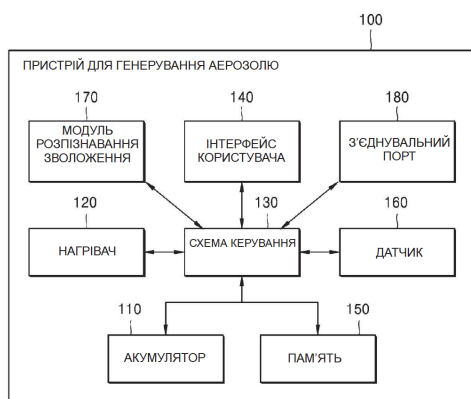 100
ПРИСТРІЙ ДЛЯ ГЕНЕРУВАННЯ АЕРОЗОЛЮ
170
МОДУЛЬ
РОЗПІЗНАВАННЯ
ЗВОЛОЖЕННЯ
140
ІНТЕРФЕЙС
КОРИСТУВАЧА
180
З'ЄДНУВАЛЬНИЙ
ПОРТ
120
НАГРІВАЧ
130
СХЕМА КЕРУВАННЯ
160
ДАТЧИК
110
АКУМУЛЯТОР
150
ПАМ'ЯТЬ